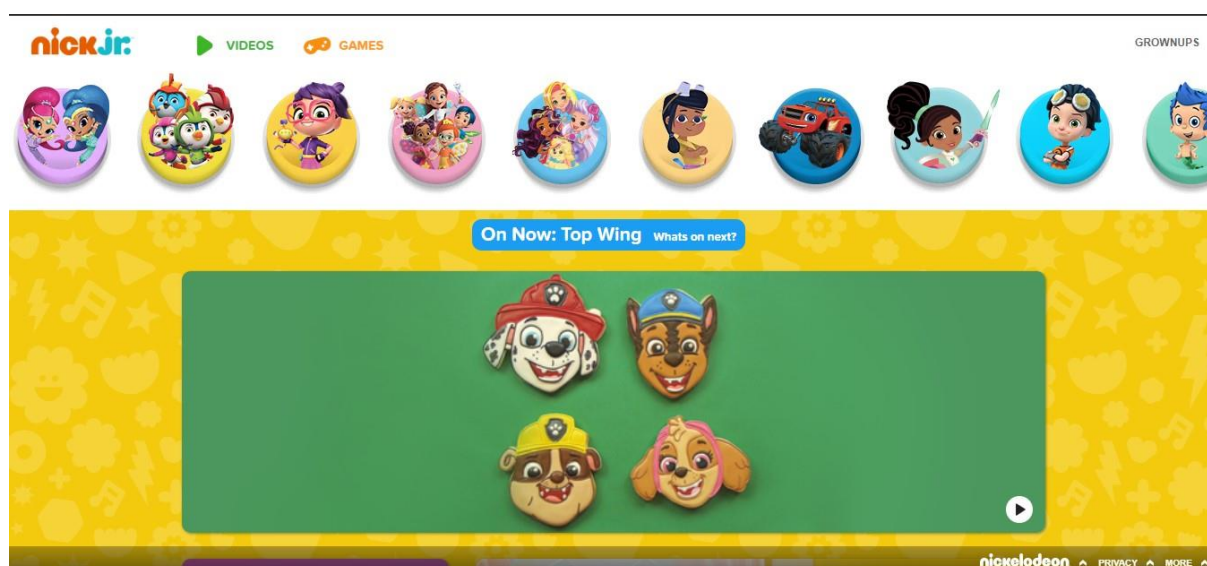 nick jr.
VIDEOS
GAMES
GROWNUPS
On Now: Top Wing Whats on next?
nickelodeon
PRIVACY
MORE